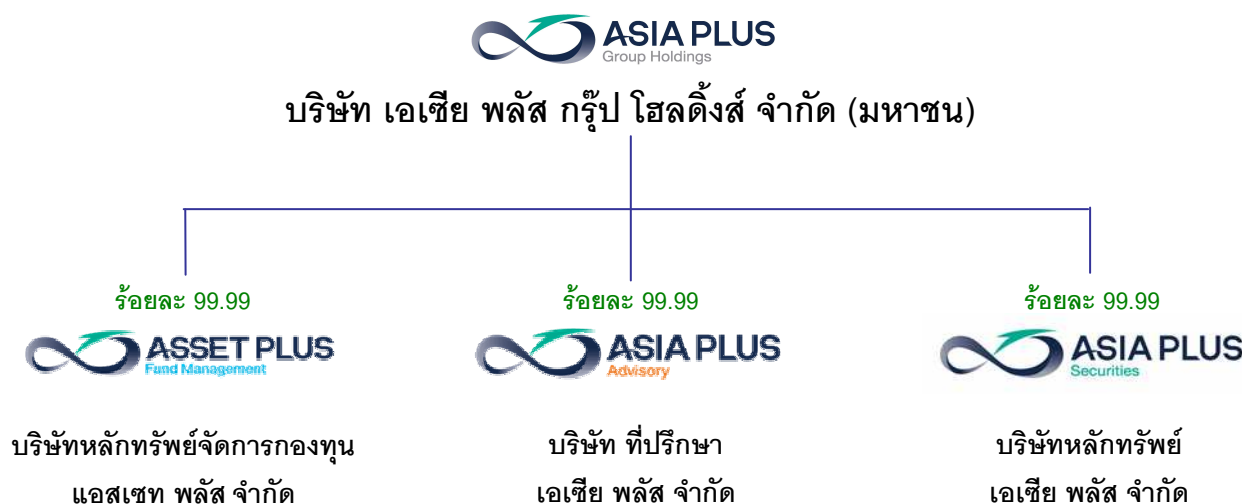 ASIA PLUS
Group Holdings
บริษัท เอเซีย พลัส กรุ๊ป โฮลดิ้งส์ จำกัด (มหาชน)
ร้อยละ 99.99
ร้อยละ 99.99
ร้อยละ 99.99
ASSET PLUS
Fund Management
ASIA PLUS
Advisory
ASIA PLUS
Securities
บริษัทหลักทรัพย์จัดการกองทุน
แอสเซท พลัส จำกัด
บริษัท ที่ปรึกษา
เอเซีย พลัส จำกัด
บริษัทหลักทรัพย์
เอเซีย พลัส จำกัด